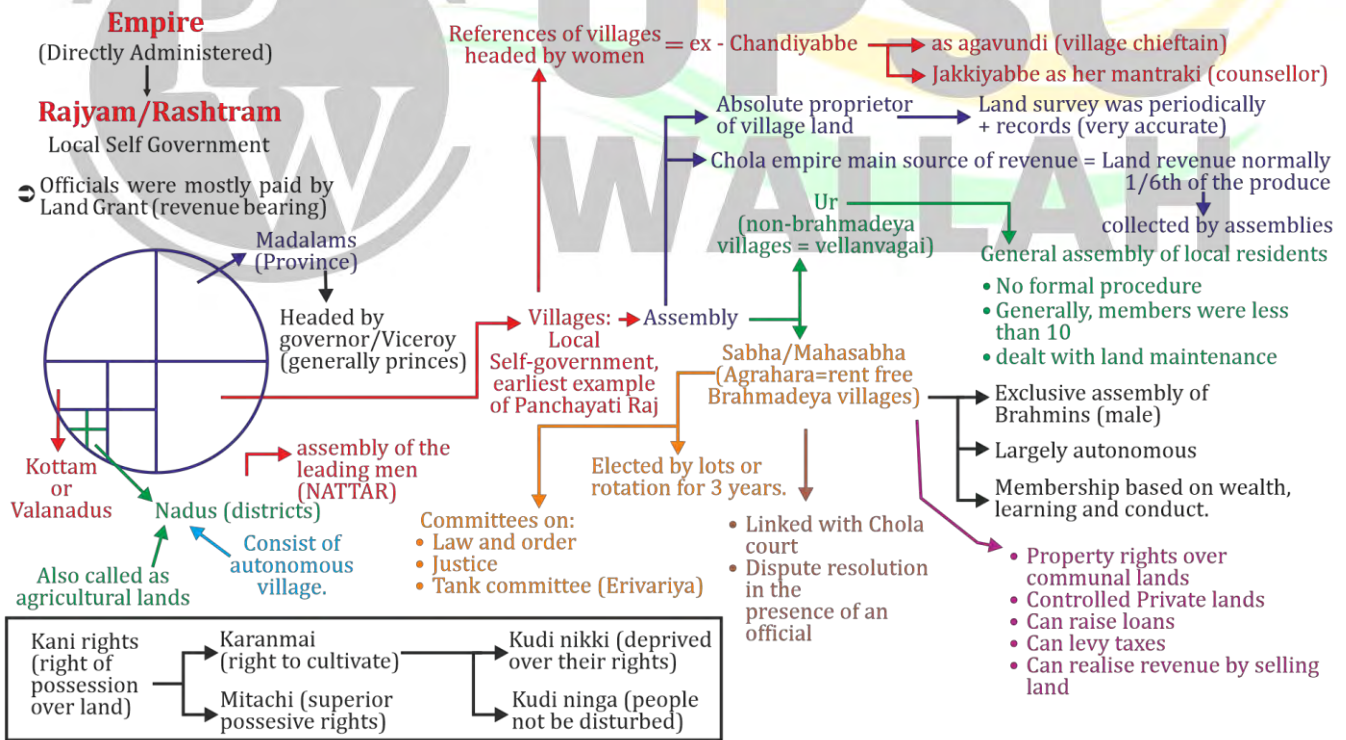 UPSC
WALLAH
W
Empire
(Directly Administered)
Rajyam/Rashtram
Local Self Government
➲ Officials were mostly paid by
Land Grant (revenue bearing)
Madalams
(Province)
Headed by
governor/Viceroy
(generally princes)
Kottam
or
Valanadus
Nadus (districts)
assembly of the
leading men
(NATTAR)
Also called as
agricultural lands
Consist of
autonomous
village.
References of villages
headed by women
= ex - Chandiyabbe
as agavundi (village chieftain)
Jakkiyabbe as her mantraki (counsellor)
Villages:
Local
Self-government,
earliest example
of Panchayati Raj
Assembly
Absolute proprietor
of village land
Land survey was periodically
+ records (very accurate)
Chola empire main source of revenue = Land revenue normally
1/6th of the produce
collected by assemblies
Ur
(non-brahmadeya
villages = vellanvagai)
General assembly of local residents
• No formal procedure
• Generally, members were less
than 10
• dealt with land maintenance
Sabha/Mahasabha
(Agrahara=rent free
Brahmadeya villages)
Exclusive assembly of
Brahmins (male)
Largely autonomous
Membership based on wealth,
learning and conduct.
Elected by lots or
rotation for 3 years.
Committees on:
• Law and order
• Justice
• Tank committee (Erivariya)
• Linked with Chola
court
• Dispute resolution
in the
presence of an
official
• Property rights over
communal lands
• Controlled Private lands
• Can raise loans
• Can levy taxes
• Can realise revenue by selling
land
Kani rights
(right of
possession
over land)
Karanmai
(right to cultivate)
Mitachi (superior
possesive rights)
Kudi nikki (deprived
over their rights)
Kudi ninga (people
not be disturbed)